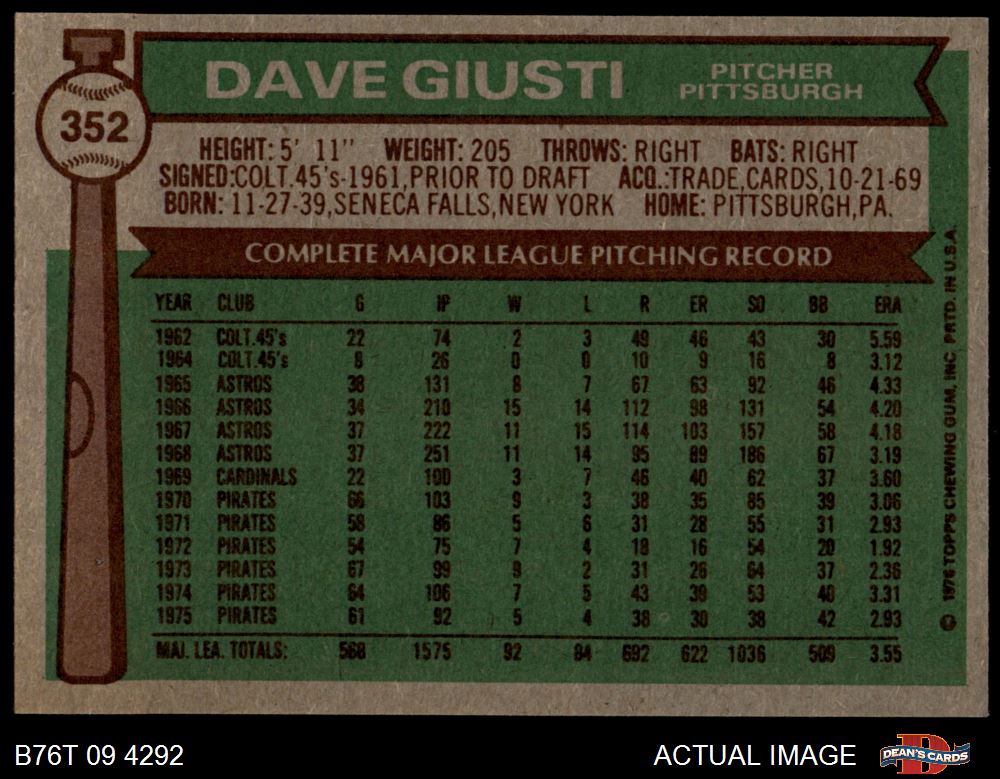 T
352
DAVE GIUSTI
PITCHER
PITTSBURGH
HEIGHT: 5' 11" WEIGHT: 205 THROWS: RIGHT BATS: RIGHT
SIGNED:COLT.45's-1961,PRIOR TO DRAFT ACQ.:TRADE,CARDS,10-21-69
BORN: 11-27-39,SENECA FALLS,NEW YORK HOME: PITTSBURGH,PA.
COMPLETE MAJOR LEAGUE PITCHING RECORD
YEAR CLUB G IP W L R ER SO BB ERA
1962 COLT.45's 22 74 2 3 49 46 43 30 5.59
1964 COLT.45's 8 26 0 0 10 9 16 8 3.12
1965 ASTROS 38 131 8 7 67 63 92 46 4.33
1966 ASTROS 34 210 15 14 112 98 131 54 4.20
1967 ASTROS 37 222 11 15 114 103 157 58 4.18
1968 ASTROS 37 251 11 14 95 89 186 67 3.19
1969 CARDINALS 22 100 3 7 46 40 62 37 3.60
1970 PIRATES 66 103 9 3 38 35 85 39 3.06
1971 PIRATES 58 86 5 6 31 28 55 31 2.93
1972 PIRATES 54 75 7 4 18 16 54 20 1.92
1973 PIRATES 67 99 9 2 31 26 64 37 2.36
1974 PIRATES 64 106 7 5 43 39 53 40 3.31
1975 PIRATES 61 92 5 4 38 30 38 42 2.93
MAJ. LEA. TOTALS: 568 1575 92 84 692 622 1036 509 3.55
© 1976 TOPPS CHEWING GUM, INC PRTD. IN U.S.A.
B76T 09 4292
ACTUAL IMAGE
D
DEAN'S CARDS